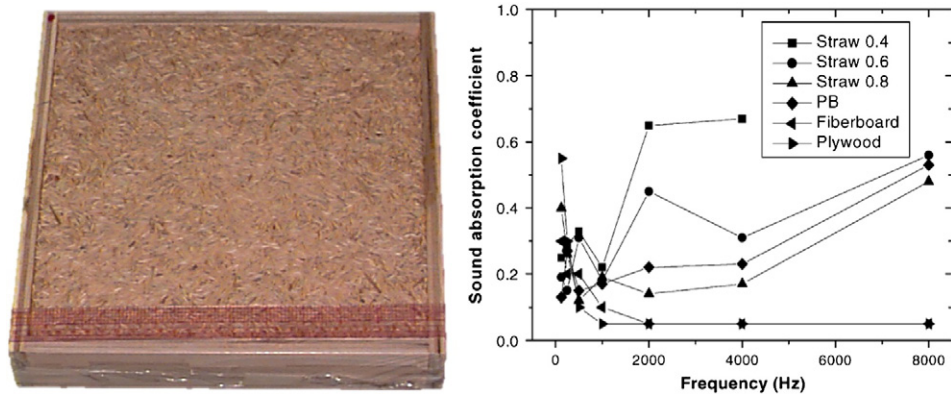 1.0
0.8
0.6
0.4
0.2
0.0
Sound absorption coefficient
Straw 0.4
Straw 0.6
Straw 0.8
PB
Fiberboard
Plywood
0 2000 4000 6000 8000
Frequency (Hz)